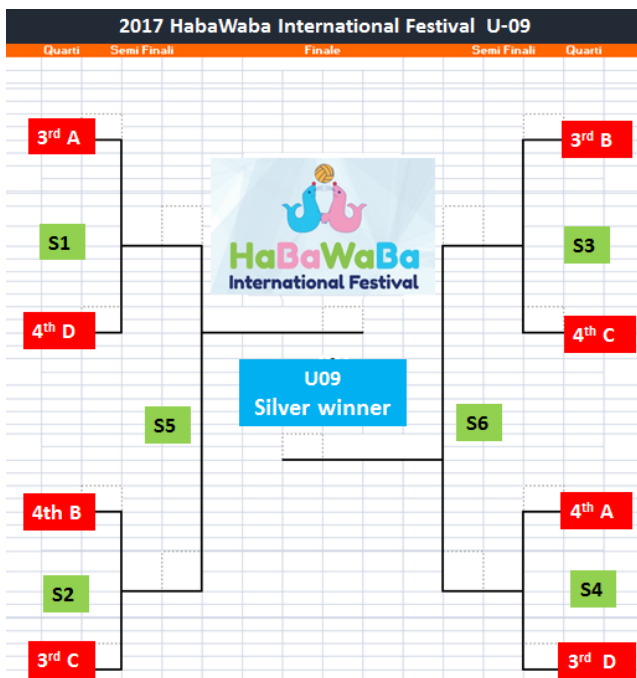 2017 HabaWaba International Festival U-09
Quarti Semi Finali Finale Semi Finali Quarti
3rd A
3rd B
S1
HaBaWaBa
International Festival
S3
4th D
4th C
U09
Silver winner
S5
S6
4th B
4th A
S2
S4
3rd C
3rd D